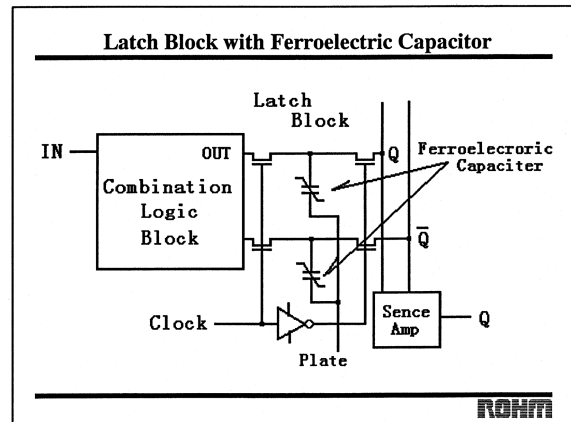 Latch Block with Ferroelectric Capacitor
Latch
Block
IN
OUT
Q
Ferroelecroric
Capaciter
Combination
Logic
Block
Q
Clock
Sence
Amp
Q
Plate
ROHM